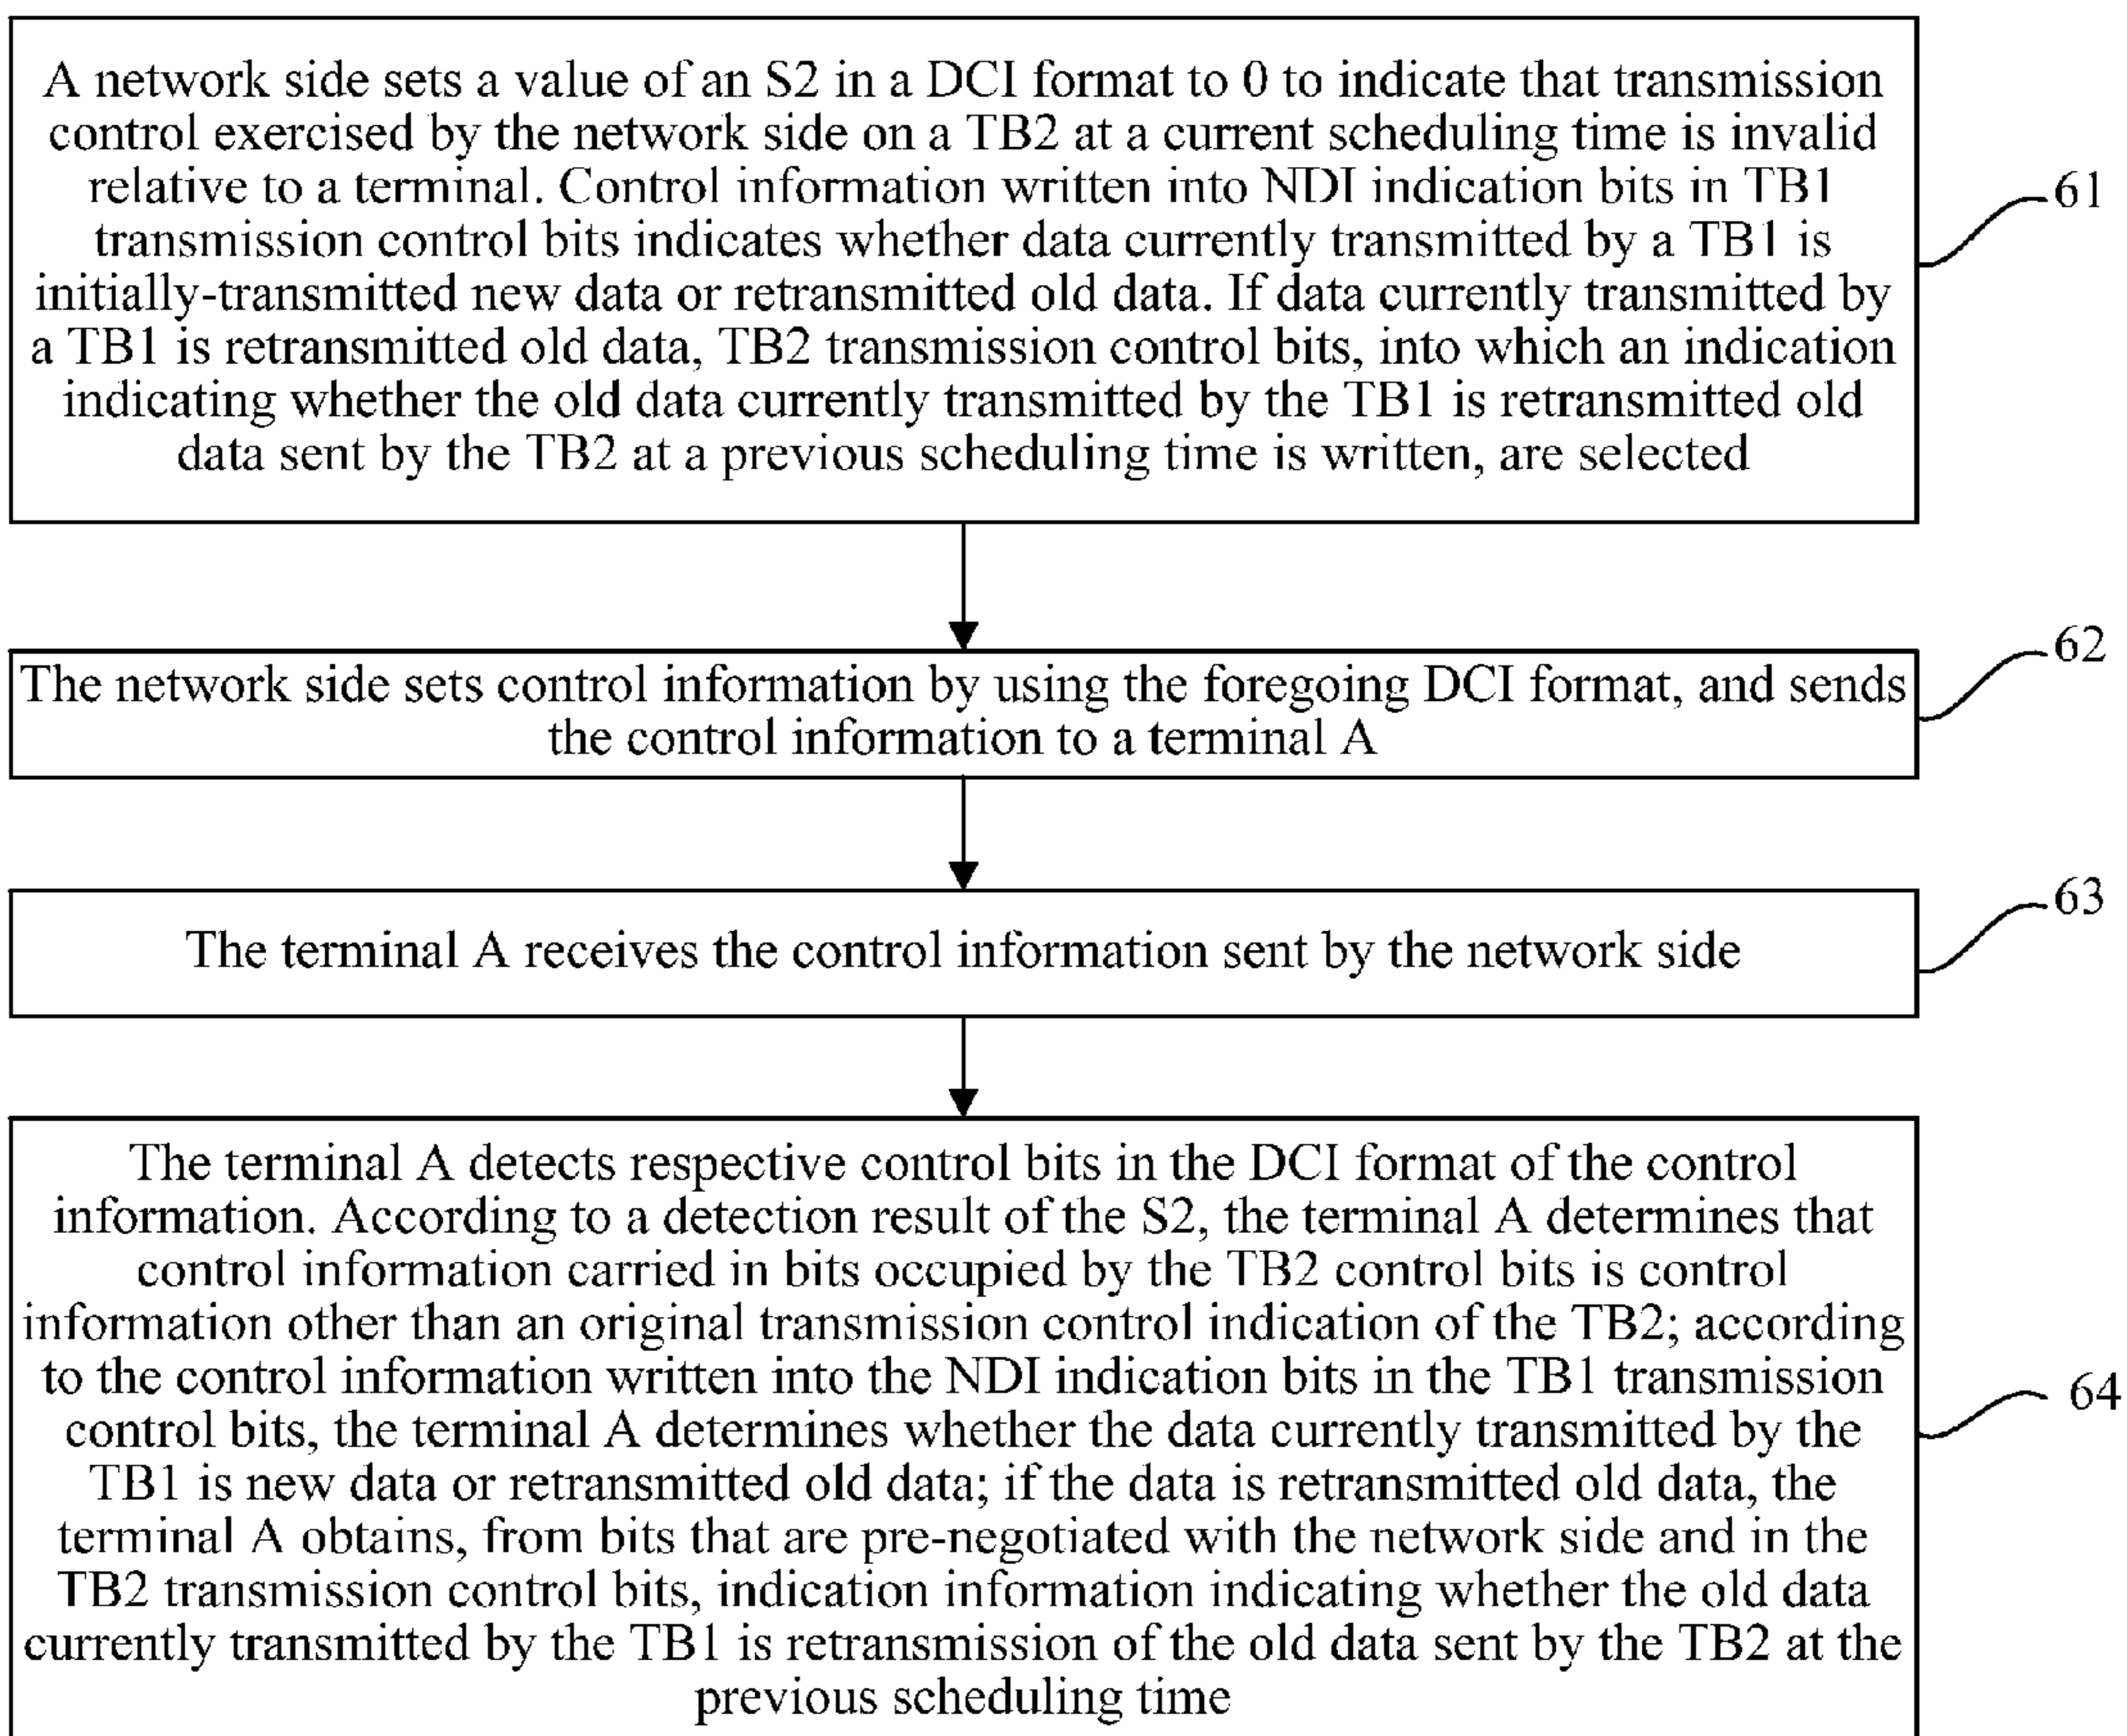 A network side sets a value of an S2 in a DCI format to 0 to indicate that transmission
control exercised by the network side on a TB2 at a current scheduling time is invalid
relative to a terminal. Control information written into NDI indication bits in TB1
transmission control bits indicates whether data currently transmitted by a TB1 is
initially-transmitted new data or retransmitted old data. If data currently transmitted by
a TB1 is retransmitted old data, TB2 transmission control bits, into which an indication
indicating whether the old data currently transmitted by the TB1 is retransmitted old
data sent by the TB2 at a previous scheduling time is written, are selected
61
The network side sets control information by using the foregoing DCI format, and sends
the control information to a terminal A
62
The terminal A receives the control information sent by the network side
63
The terminal A detects respective control bits in the DCI format of the control
information. According to a detection result of the S2, the terminal A determines that
control information carried in bits occupied by the TB2 control bits is control
information other than an original transmission control indication of the TB2; according
to the control information written into the NDI indication bits in the TB1 transmission
control bits, the terminal A determines whether the data currently transmitted by the
TB1 is new data or retransmitted old data; if the data is retransmitted old data, the
terminal A obtains, from bits that are pre-negotiated with the network side and in the
TB2 transmission control bits, indication information indicating whether the old data
currently transmitted by the TB1 is retransmission of the old data sent by the TB2 at the
previous scheduling time
64